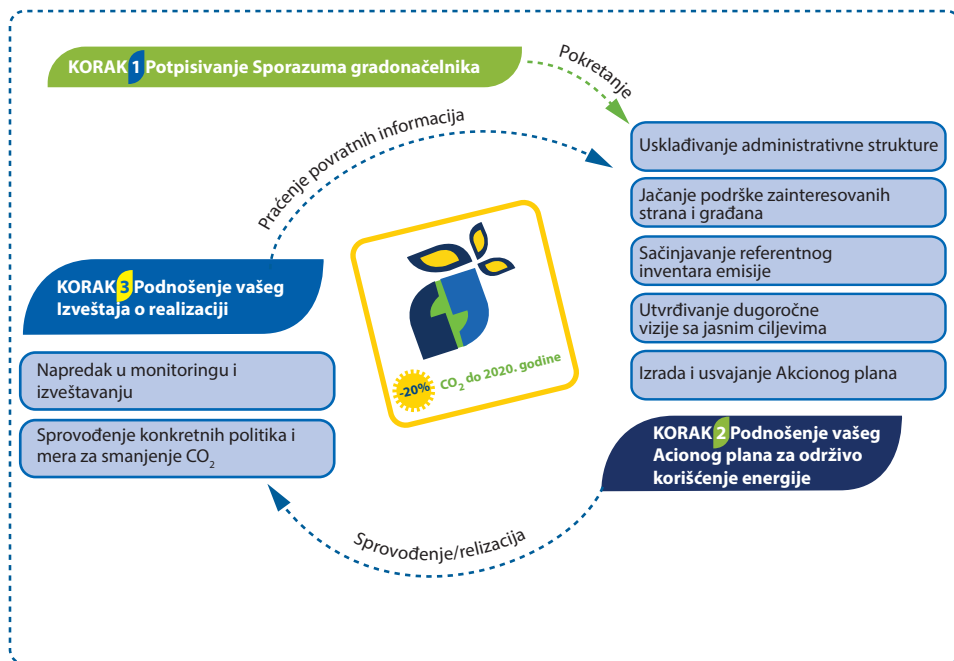 KORAK 1 Potpisivanje Sporazuma gradonačelnika
Pokretanje
Praćenje povratnih informacija
Usklađivanje administrativne strukture
Jačanje podrške zainteresovanih
strana i građana
Sačinjavanje referentnog
inventara emisije
Utvrđivanje dugoročne
vizije sa jasnim ciljevima
Izrada i usvajanje Akcionog plana
KORAK 2 Podnošenje vašeg
Acionog plana za održivo
korišćenje energije
Sprovođenje/relizacija
KORAK 3 Podnošenje vašeg
Izveštaja o realizaciji
Napredak u monitoringu i
izveštavanju
Sprovođenje konkretnih politika i
mera za smanjenje CO₂
-20% CO₂ do 2020. godine